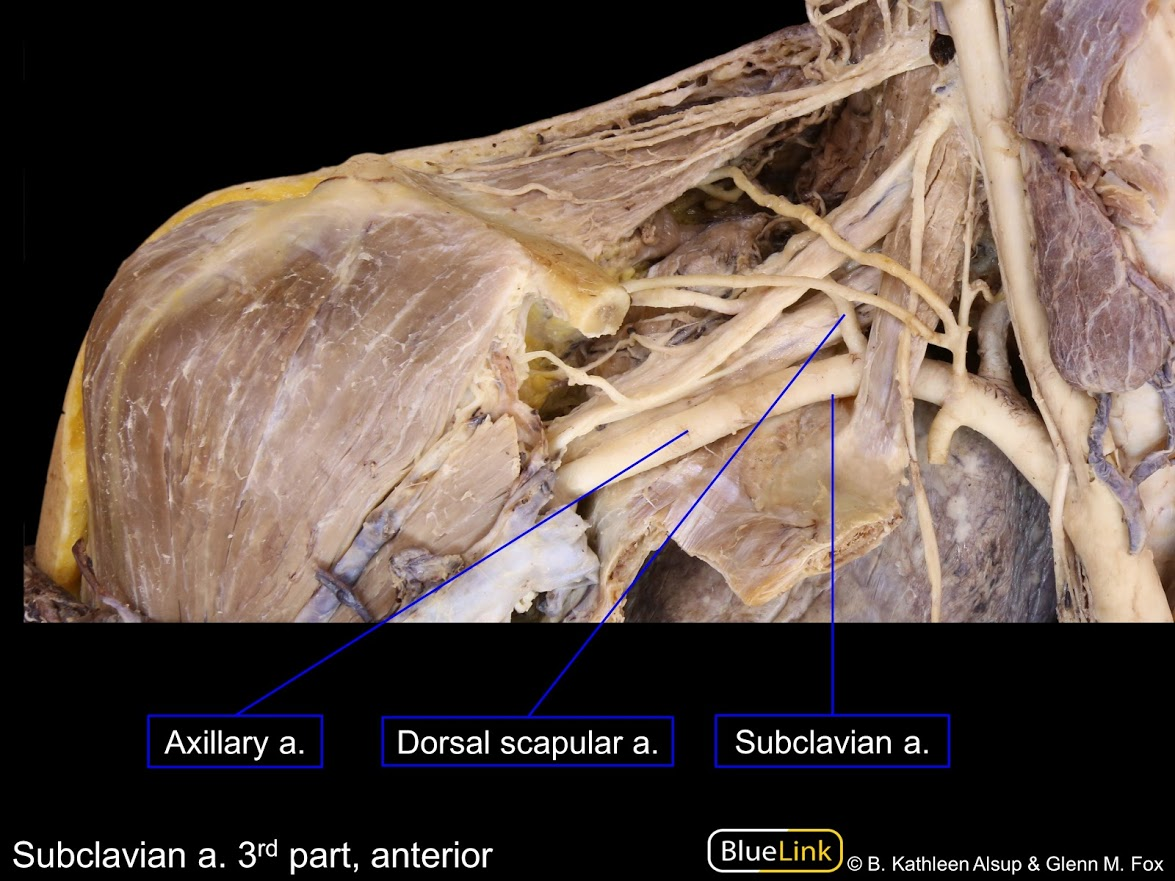 Axillary a.
Dorsal scapular a.
Subclavian a.
Subclavian a. 3rd part, anterior
BlueLink
© B. Kathleen Alsup & Glenn M. Fox